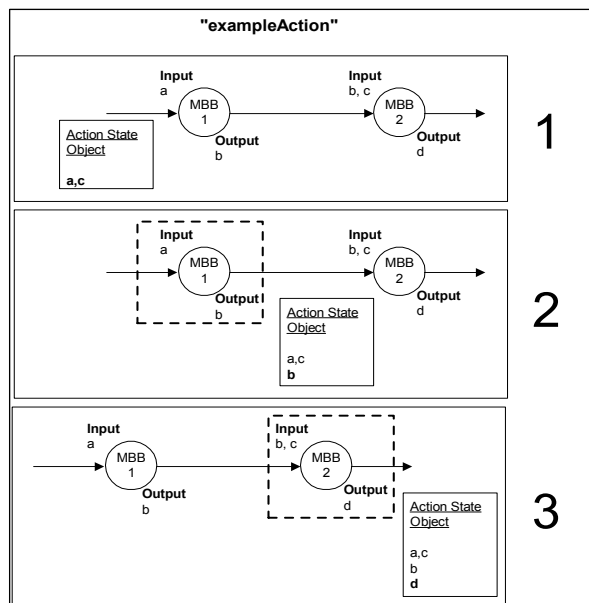 "exampleAction"
Input
a
MBB
1
Output
b
Input
b, c
MBB
2
Output
d
Action State
Object
a,c
1
Input
a
MBB
1
Output
b
Input
b, c
MBB
2
Output
d
Action State
Object
a,c
b
2
Input
a
MBB
1
Output
b
Input
b, c
MBB
2
Output
d
Action State
Object
a,c
b
d
3